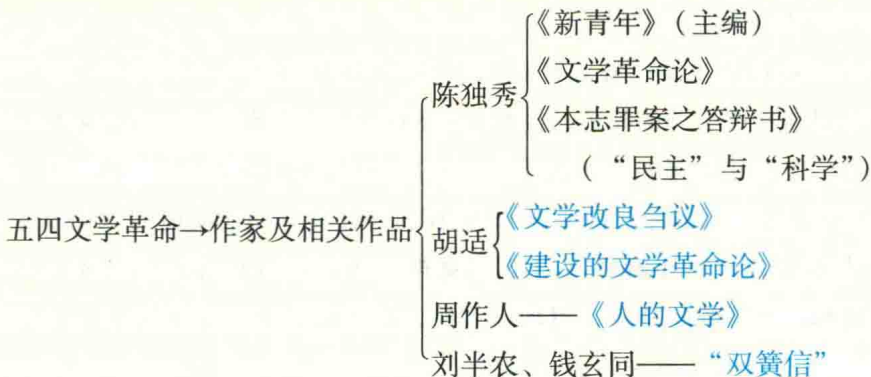 《新青年》(主编)
《文学革命论》
陈独秀
《本志罪案之答辩书》
(“民主”与“科学”)
五四文学革命→作家及相关作品
《文学改良刍议》
胡适
《建设的文学革命论》
周作人——《人的文学》
刘半农、钱玄同——“双簧信”